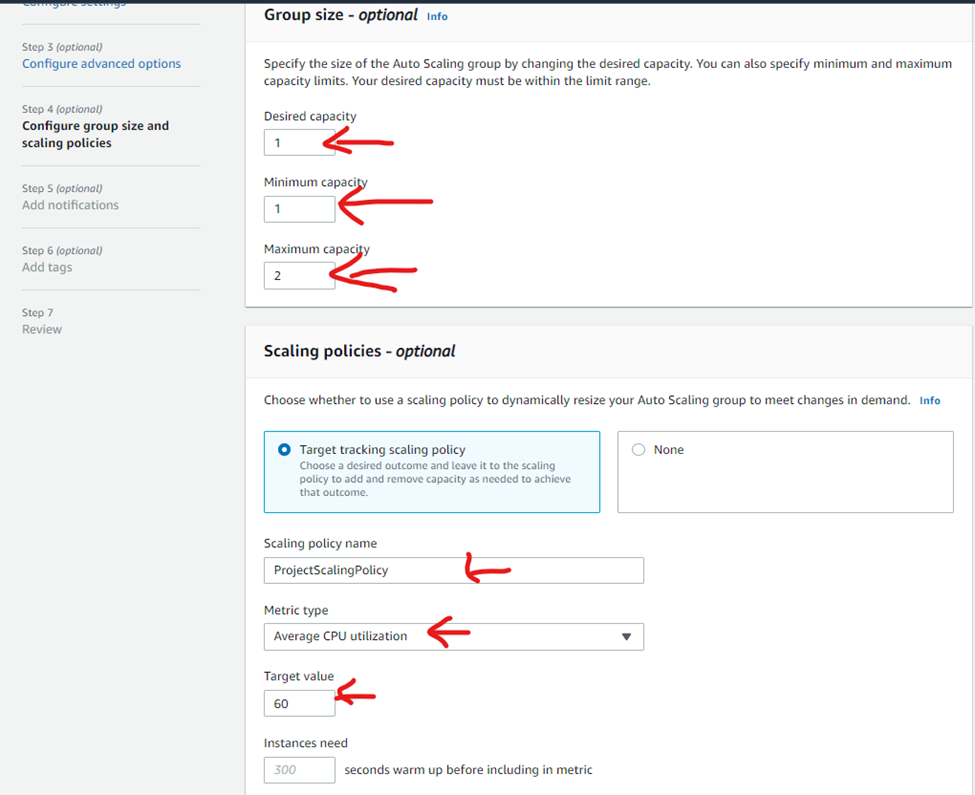 Configure settings
Step 3 (optional)
Configure advanced options
Step 4 (optional)
Configure group size and
scaling policies
Step 5 (optional)
Add notifications
Step 6 (optional)
Add tags
Step 7
Review
Group size - optional Info
Specify the size of the Auto Scaling group by changing the desired capacity. You can also specify minimum and maximum
capacity limits. Your desired capacity must be within the limit range.
Desired capacity
1
Minimum capacity
1
Maximum capacity
2
Scaling policies - optional
Choose whether to use a scaling policy to dynamically resize your Auto Scaling group to meet changes in demand. Info
Target tracking scaling policy
Choose a desired outcome and leave it to the scaling
policy to add and remove capacity as needed to achieve
that outcome.
None
Scaling policy name
ProjectScalingPolicy
Metric type
Average CPU utilization
Target value
60
Instances need
300 seconds warm up before including in metric